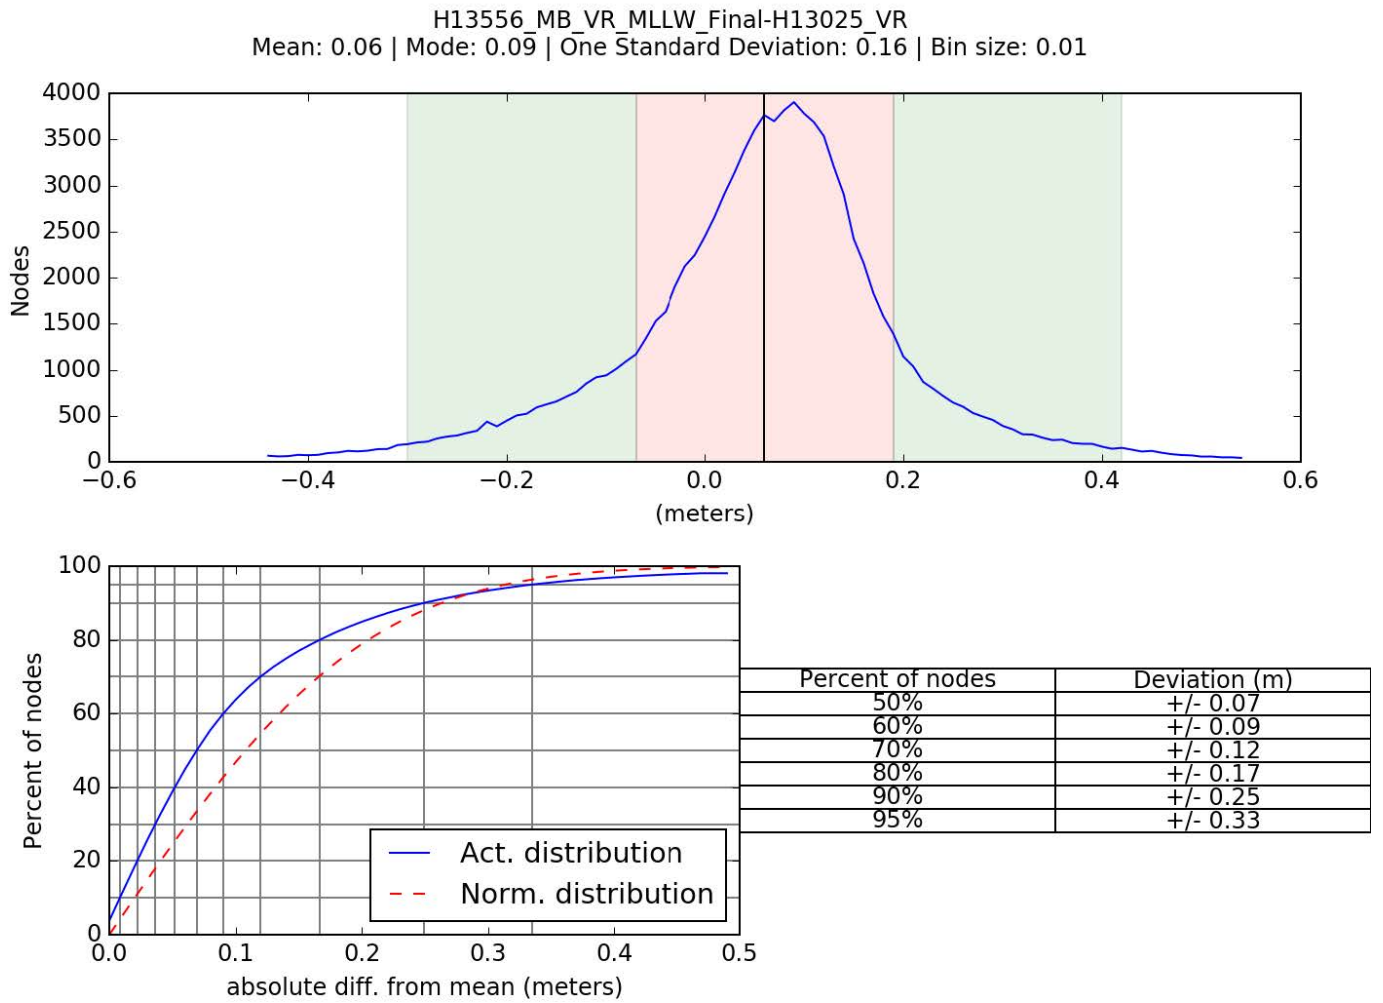 H13556_MB_VR_MLLW_Final-H13025_VR
Mean: 0.06 | Mode: 0.09 | One Standard Deviation: 0.16 | Bin size: 0.01
4000
3500
3000
2500
2000
1500
1000
500
0
Nodes
−0.6 −0.4 −0.2 0.0 0.2 0.4 0.6
(meters)
100
80
60
40
20
0
Percent of nodes
Act. distribution
Norm. distribution
0.0 0.1 0.2 0.3 0.4 0.5
absolute diff. from mean (meters)
Percent of nodes Deviation (m)
50% +/- 0.07
60% +/- 0.09
70% +/- 0.12
80% +/- 0.17
90% +/- 0.25
95% +/- 0.33